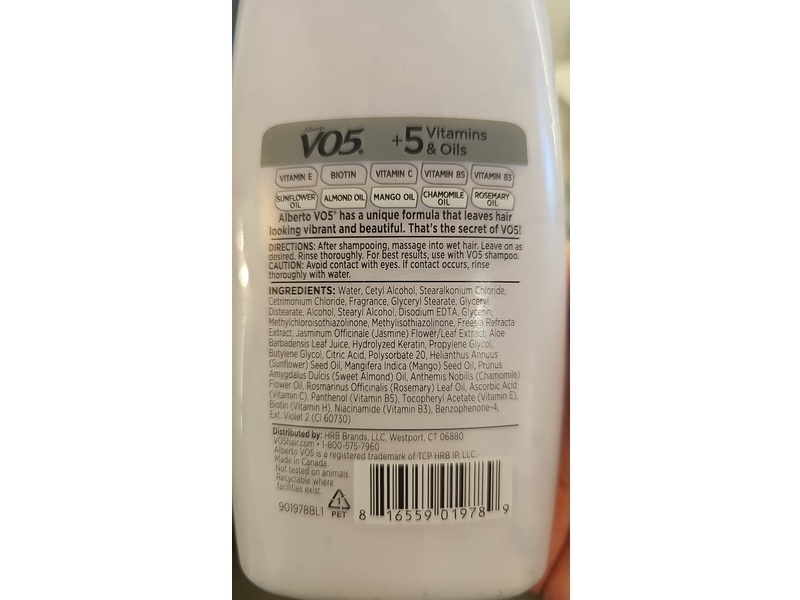 Alberto
VO5® +5 Vitamins
& Oils
VITAMIN E BIOTIN VITAMIN C VITAMIN B5 VITAMIN B3
SUNFLOWER OIL ALMOND OIL MANGO OIL CHAMOMILE OIL ROSEMARY OIL
Alberto VO5® has a unique formula that leaves hair
looking vibrant and beautiful. That's the secret of VO5!
DIRECTIONS: After shampooing, massage into wet hair. Leave on as
desired. Rinse thoroughly. For best results, use with VO5 shampoo.
CAUTION: Avoid contact with eyes. If contact occurs, rinse
thoroughly with water.
INGREDIENTS: Water, Cetyl Alcohol, Stearalkonium Chloride,
Cetrimonium Chloride, Fragrance, Glyceryl Stearate, Glyceryl
Distearate, Alcohol, Stearyl Alcohol, Disodium EDTA, Glycerin,
Methylchloroisothiazolinone, Methylisothiazolinone, Freesia Refracta
Extract, Jasminum Officinale (Jasmine) Flower/Leaf Extract, Aloe
Barbadensis Leaf Juice, Hydrolyzed Keratin, Propylene Glycol,
Butylene Glycol, Citric Acid, Polysorbate 20, Helianthus Annuus
(Sunflower) Seed Oil, Mangifera Indica (Mango) Seed Oil, Prunus
Amygdalus Dulcis (Sweet Almond) Oil, Anthemis Nobilis (Chamomile)
Flower Oil, Rosmarinus Officinalis (Rosemary) Leaf Oil, Ascorbic Acid
(Vitamin C), Panthenol (Vitamin B5), Tocopheryl Acetate (Vitamin E),
Biotin (Vitamin H), Niacinamide (Vitamin B3), Benzophenone-4,
Ext. Violet 2 (CI 60730)
Distributed by: HRB Brands, LLC, Westport, CT 06880
VO5hair.com • 1-800-575-7960
Alberto VO5 is a registered trademark of TCP HRB IP, LLC.
Made in Canada.
Not tested on animals.
Recyclable where
facilities exist.
901978BL1 1 PET 8 16559 01978 9